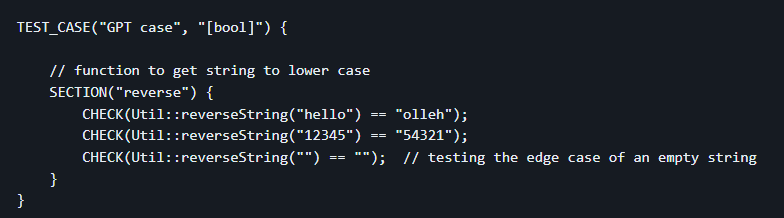 TEST_CASE("GPT case", "[bool]") {
    // function to get string to lower case
    SECTION("reverse") {
        CHECK(Util::reverseString("hello") == "olleh");
        CHECK(Util::reverseString("12345") == "54321");
        CHECK(Util::reverseString("") == "");  // testing the edge case of an empty string
    }
}